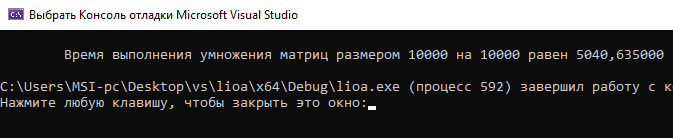 Выбрать Консоль отладки Microsoft Visual Studio
Время выполнения умножения матриц размером 10000 на 10000 равен 5040,635000
C:\Users\MSI-pc\Desktop\vs\lioa\x64\Debug\lioa.exe (процесс 592) завершил работу с
Нажмите любую клавишу, чтобы закрыть это окно: